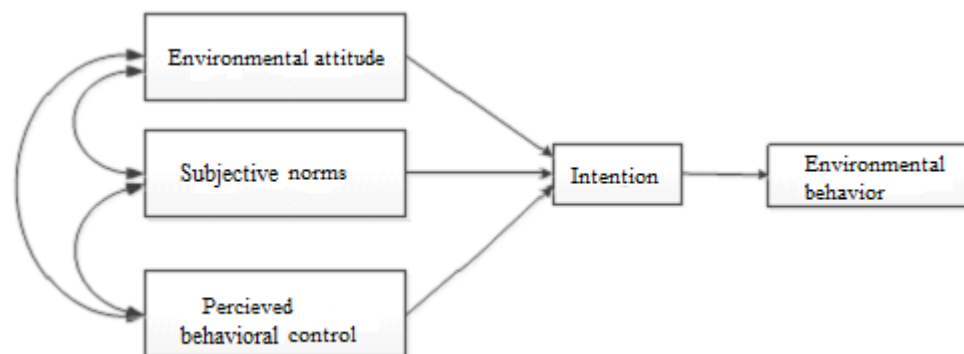 Environmental attitude
Subjective norms
Percieved
behavioral control
Intention
Environmental
behavior